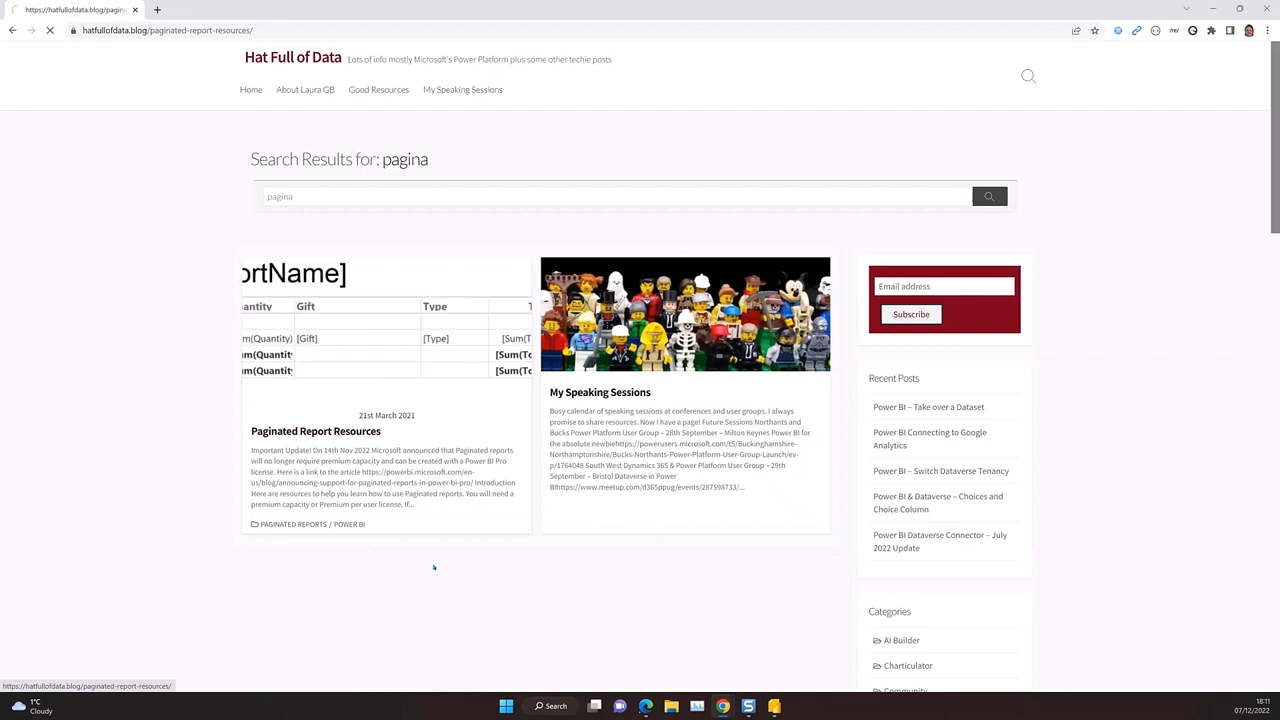 https://hatfullofdata.blog/pagina
hatfullofdata.blog/paginated-report-resources/
Hat Full of Data Lots of info mostly Microsoft's Power Platform plus some other techie posts
Home About Laura GB Good Resources My Speaking Sessions
Search Results for: pagina
pagina
ortName]
antity Gift Type T
m(Quantity) [Gift] [Type] [Sum(T
m(Quantit [Sum(To
m(Quantit [Sum(To
21st March 2021
Paginated Report Resources
Important Update! On 14th Nov 2022 Microsoft announced that Paginated reports
will no longer require premium capacity and can be created with a Power BI Pro
license. Here is a link to the article https://powerbi.microsoft.com/en-
us/blog/announcing-support-for-paginated-reports-in-power-bi-pro/ Introduction
Here are resources to help you learn how to use Paginated reports. You will need a
Premium capacity or Premium per user license. If...
PAGINATED REPORTS / POWER BI
My Speaking Sessions
Busy calendar of speaking sessions at conferences and user groups. I always
promise to share resources. Now I have a page! Future Sessions Northants and
Bucks Power Platform User Group – 28th September – Milton Keynes Power BI for
the absolute newbiehttps://powerusers.microsoft.com/t5/Buckinghamshire-
Northamptonshire/Bucks-Northants-Power-Platform-User-Group-Launch/ev-
p/1764048 South West Dynamics 365 & Power Platform User Group – 29th
September – Bristol Dataverse in Power
BIhttps://www.meetup.com/d365ppug/events/287598733/...
Email address
Subscribe
Recent Posts
Power BI – Take over a Dataset
Power BI Connecting to Google
Analytics
Power BI – Switch Dataverse Tenancy
Power BI & Dataverse – Choices and
Choice Column
Power BI Dataverse Connector – July
2022 Update
Categories
AI Builder
Charticulator
Community
https://hatfullofdata.blog/paginated-report-resources/
1°C
Cloudy
Search
18:11
07/12/2022